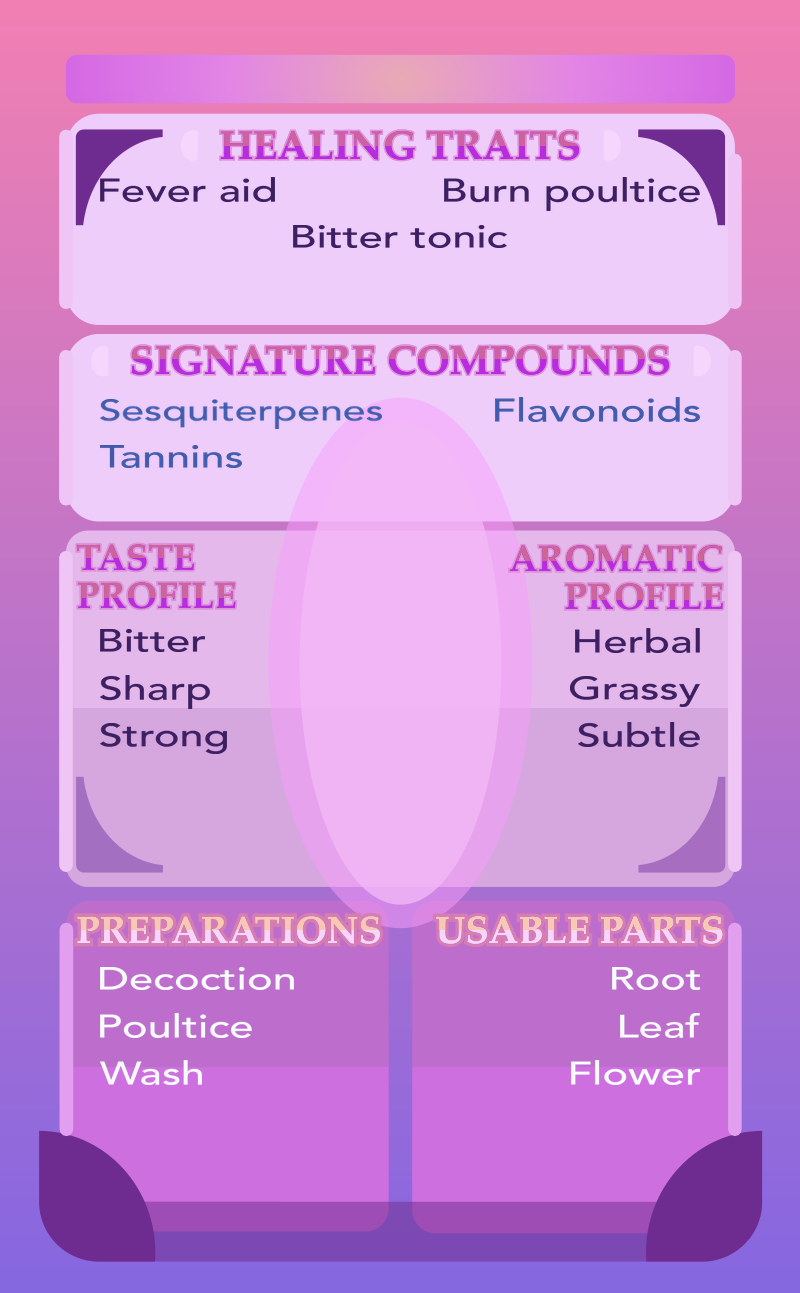 HEALING TRAITS
Fever aid
Burn poultice
Bitter tonic
SIGNATURE COMPOUNDS
Sesquiterpenes
Flavonoids
Tannins
TASTE
PROFILE
Bitter
Sharp
Strong
AROMATIC
PROFILE
Herbal
Grassy
Subtle
PREPARATIONS
Decoction
Poultice
Wash
USABLE PARTS
Root
Leaf
Flower